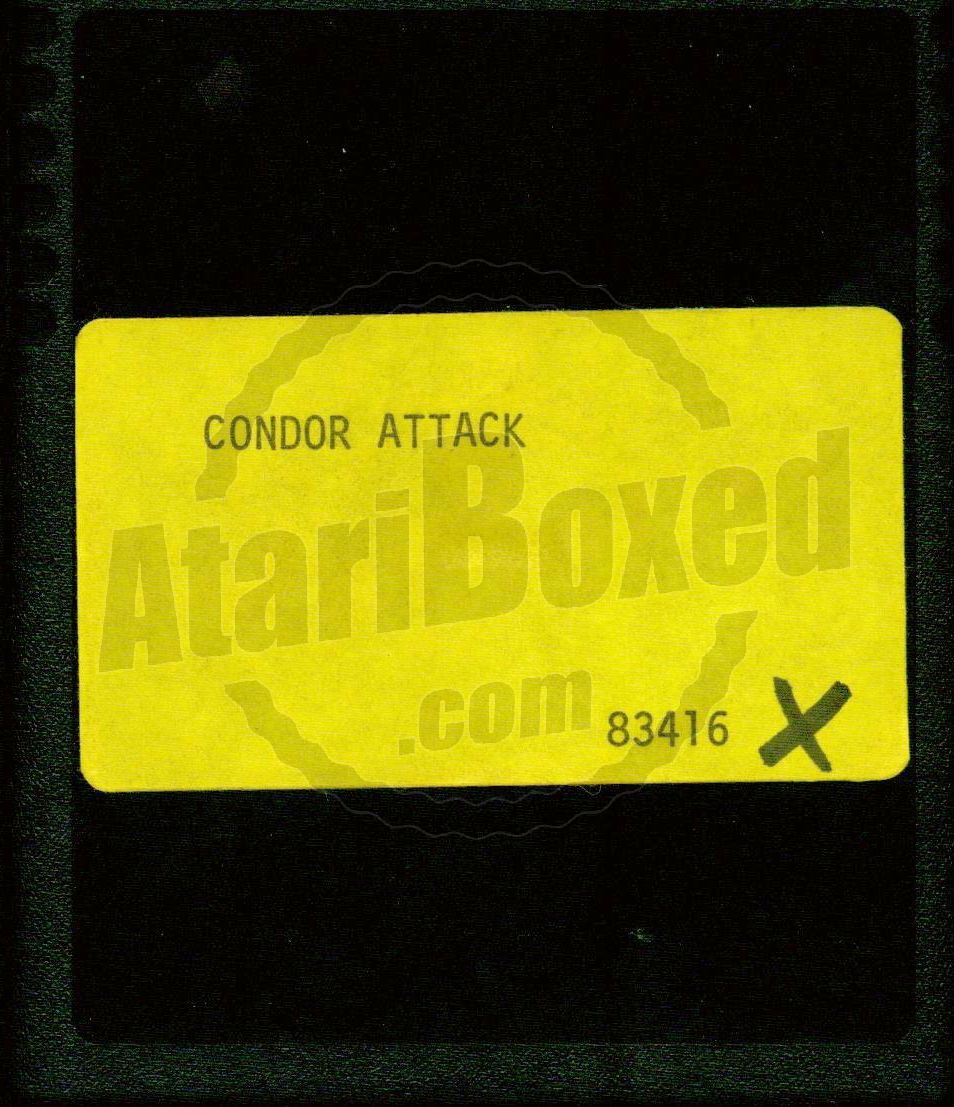 CONDOR ATTACK
AtariBoxed
.com
83416 X